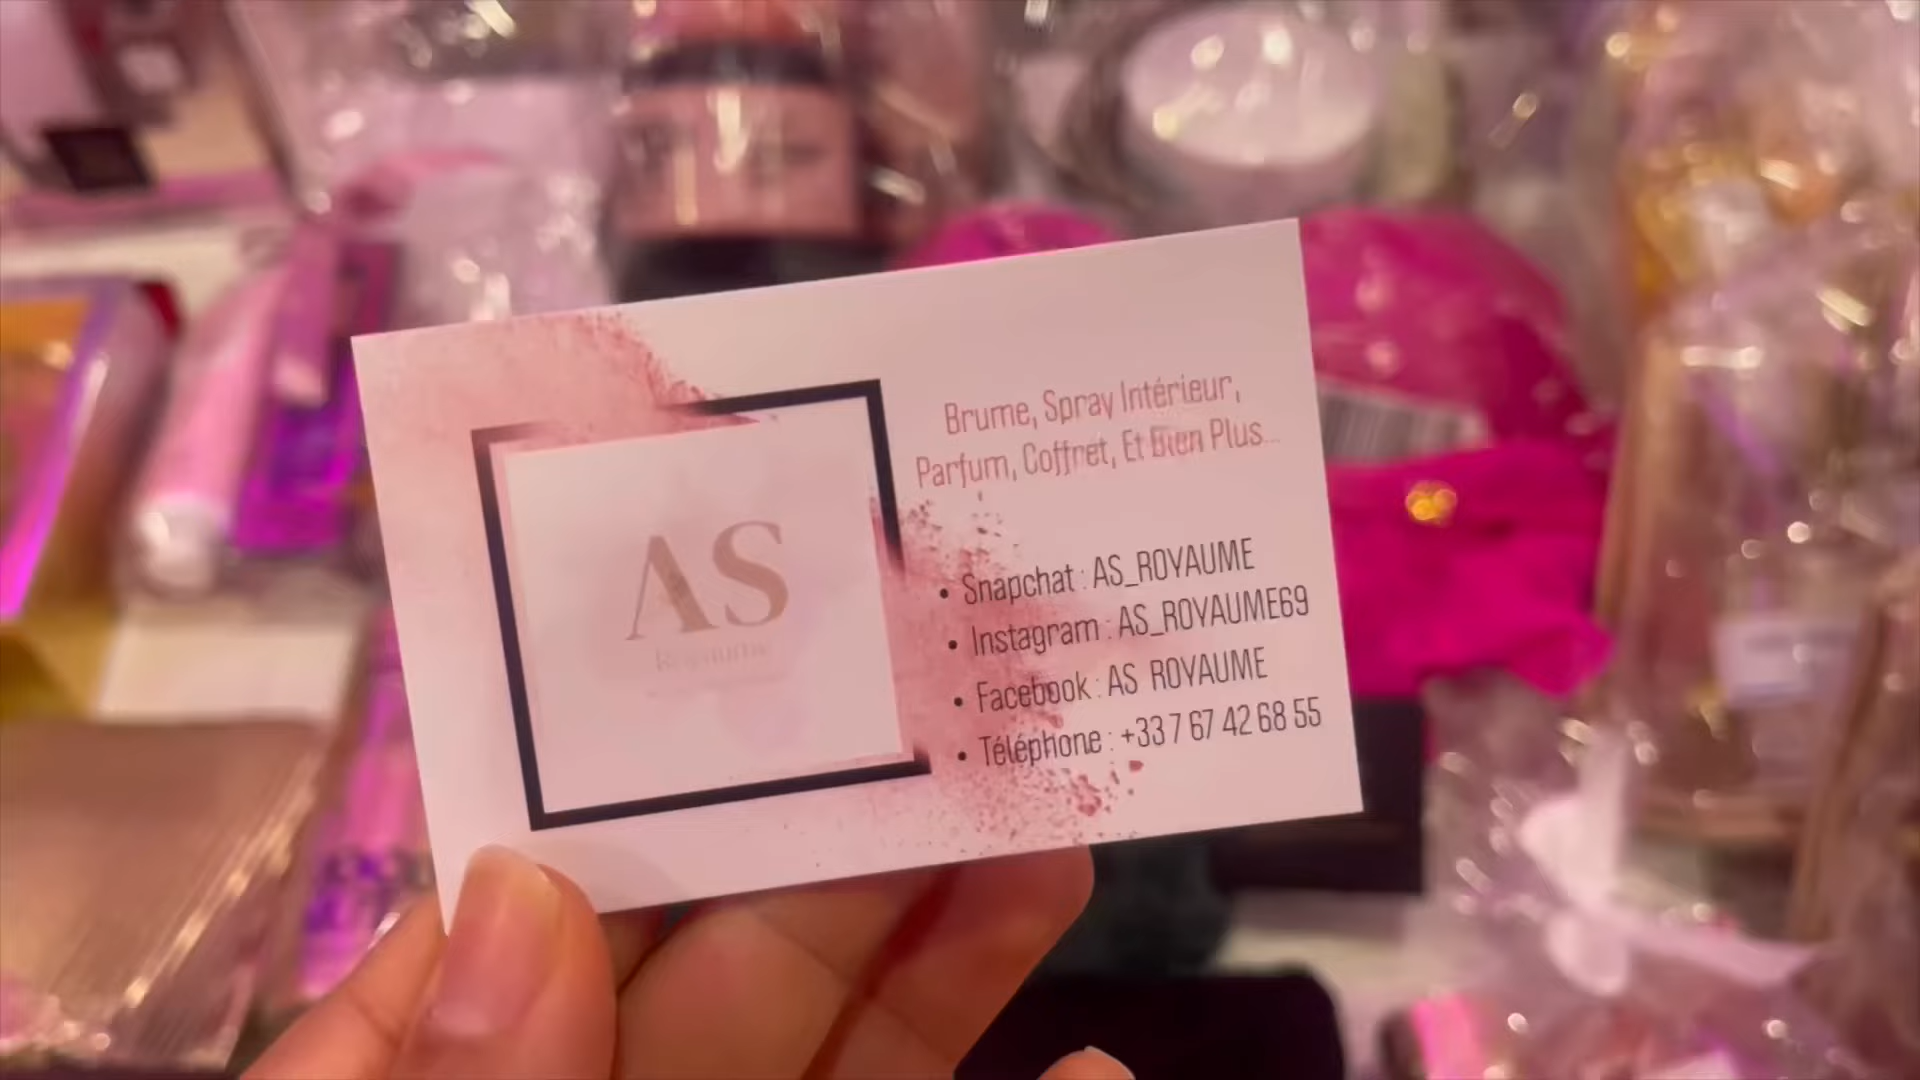 AS
Royaume
Brume, Spray Intérieur,
Parfum, Coffret, Et Bien Plus...
• Snapchat : AS_ROYAUME
• Instagram : AS_ROYAUME69
• Facebook : AS ROYAUME
• Téléphone : +33 7 67 42 68 55